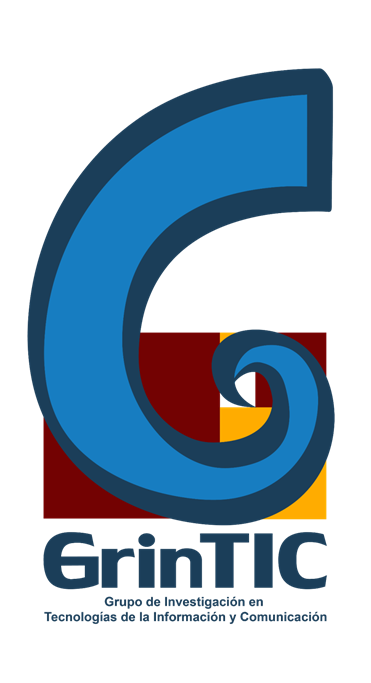 GrinTIC
Grupo de Investigación en
Tecnologías de la Información y Comunicación